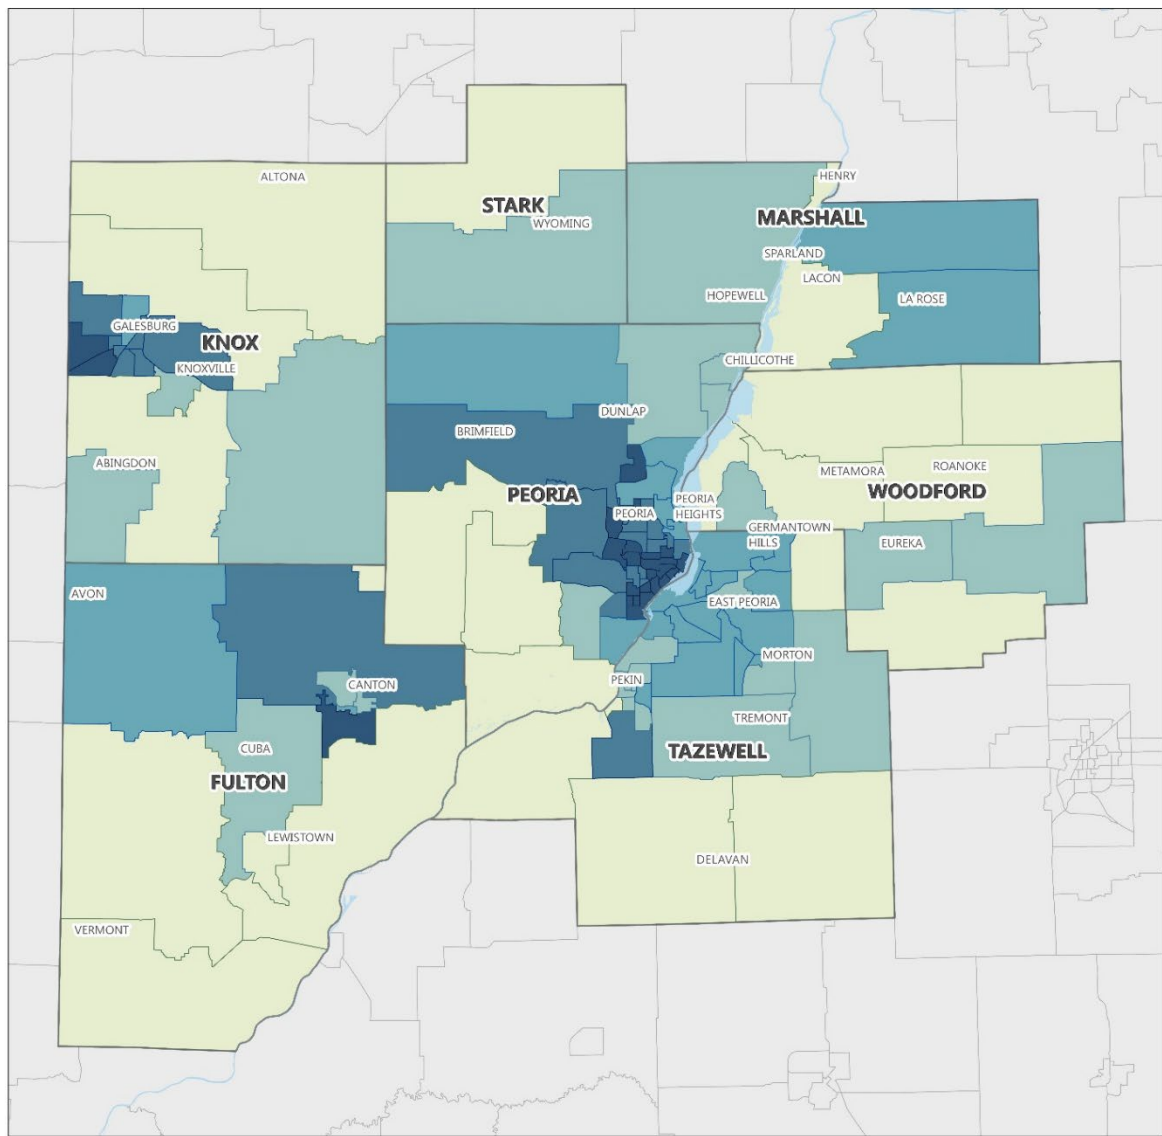 ALTONA
HENRY
STARK
MARSHALL
WYOMING
SPARLAND
LACON
HOPEWELL
LA ROSE
GALESBURG
KNOX
KNOXVILLE
CHILLICOTHE
DUNLAP
BRIMFIELD
ABINGDON
METAMORA
ROANOKE
PEORIA
WOODFORD
PEORIA
PEORIA
HEIGHTS
GERMANTOWN
HILLS
EUREKA
AVON
EAST PEORIA
MORTON
CANTON
PEKIN
TREMONT
CUBA
TAZEWELL
FULTON
LEWISTOWN
DELAVAN
VERMONT